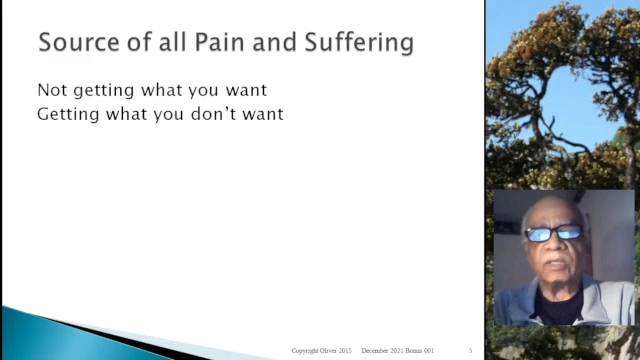 Source of all Pain and Suffering
Not getting what you want
Getting what you don't want
Copyright Oliver 2015 December 2021 Bonus 001 5